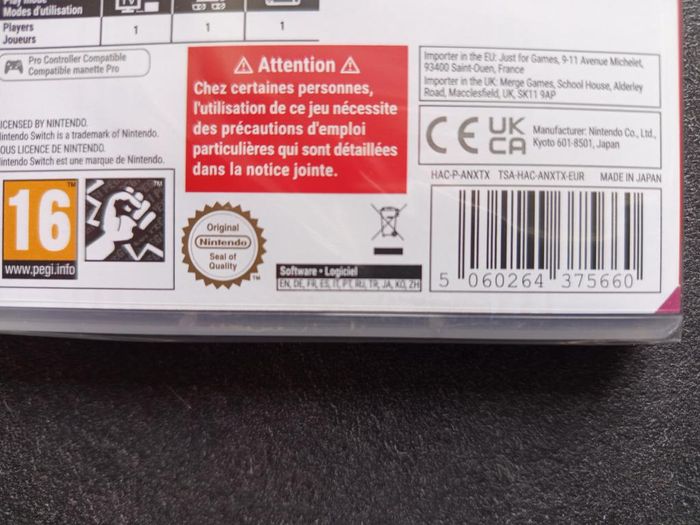 Modes d'utilisation
TV
Players
Joueurs
1
1
1
Pro Controller Compatible
Compatible manette Pro
Attention
Chez certaines personnes,
l'utilisation de ce jeu nécessite
des précautions d'emploi
particulières qui sont détaillées
dans la notice jointe.
Importer in the EU: Just for Games, 9-11 Avenue Michelet,
93400 Saint-Ouen, France
Importer in the UK: Merge Games, School House, Alderley
Road, Macclesfield, UK, SK11 9AP
CE UK
CA
Manufacturer: Nintendo Co., Ltd.,
Kyoto 601-8501, Japan
HAC-P-ANXTX TSA-HAC-ANXTX-EUR MADE IN JAPAN
ICENSED BY NINTENDO.
intendo Switch is a trademark of Nintendo.
OUS LICENCE DE NINTENDO.
intendo Switch est une marque de Nintendo.
16
www.pegi.info
TM
Original
Nintendo
Seal of
Quality
TM
Software • Logiciel
EN, DE, FR, ES, IT, PT, RU, TR, JA, KO, ZH
5 060264 375660